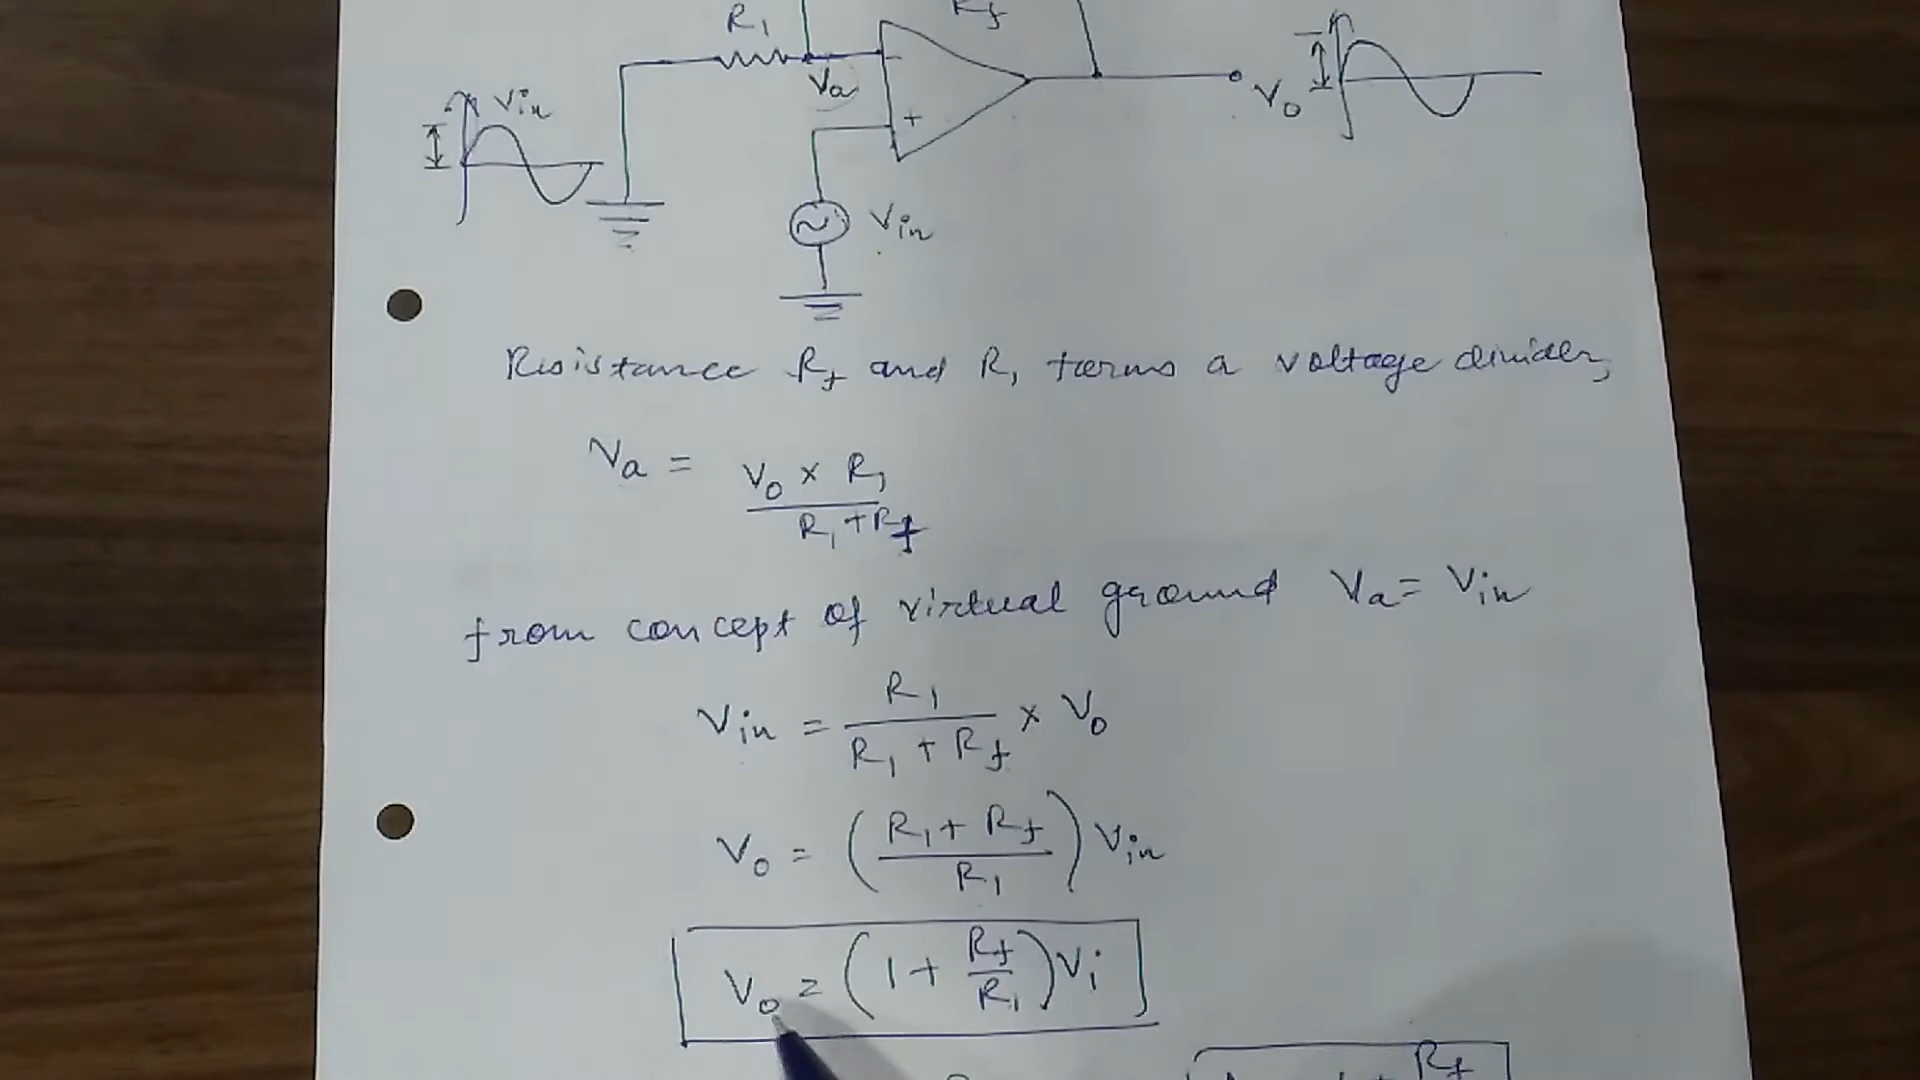 R1
Rf
Vin
Va
-
+
Vo
Vin
Resistance Rf and R1 forms a voltage divider,
Va = Vo × R1 / R1 + Rf
from concept of virtual ground Va = Vin
Vin = R1 / R1 + Rf × Vo
Vo = ( R1 + Rf / R1 ) Vin
Vo = ( 1 + Rf / R1 ) Vi
Rf